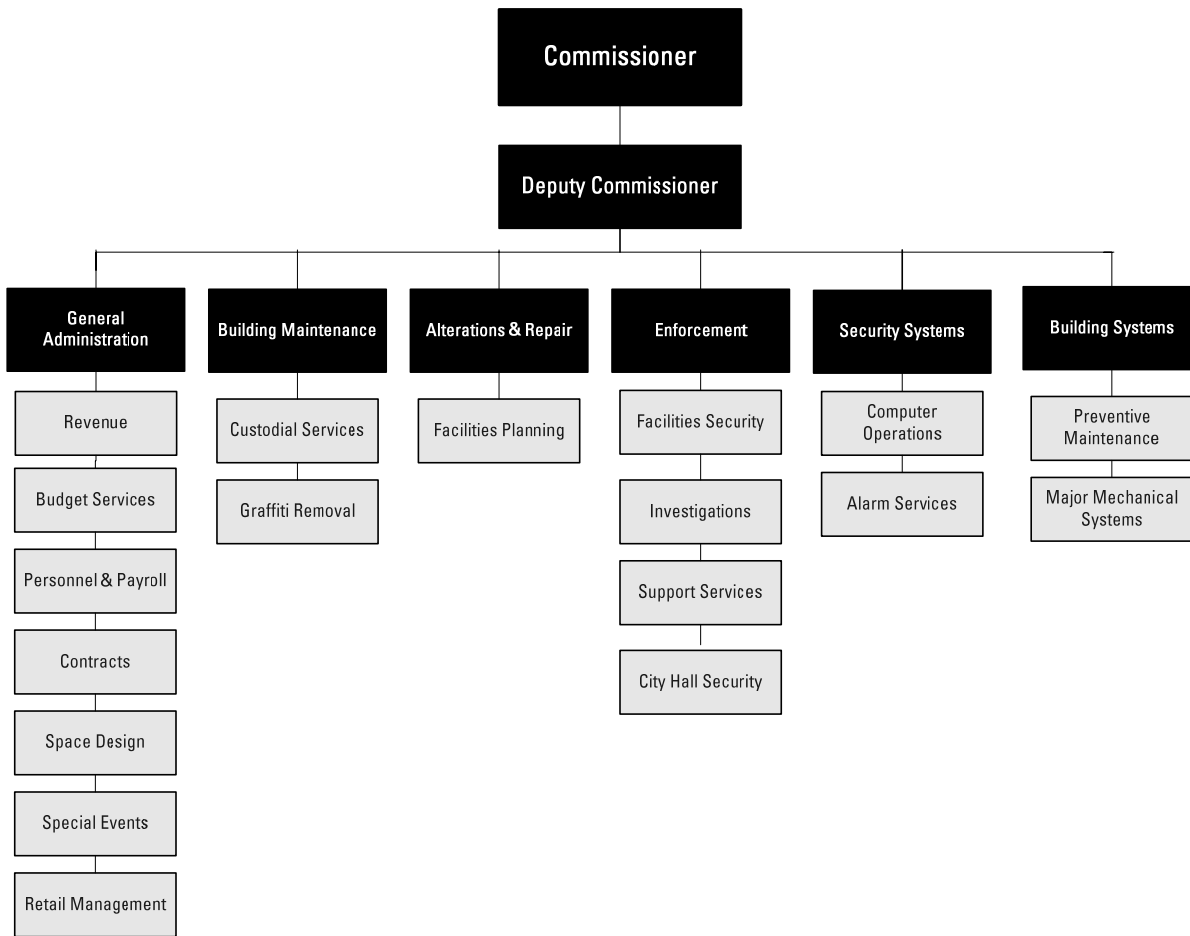 Commissioner
Deputy Commissioner
General
Administration
Building Maintenance
Alterations & Repair
Enforcement
Security Systems
Building Systems
Revenue
Budget Services
Personnel & Payroll
Contracts
Space Design
Special Events
Retail Management
Custodial Services
Graffiti Removal
Facilities Planning
Facilities Security
Investigations
Support Services
City Hall Security
Computer
Operations
Alarm Services
Preventive
Maintenance
Major Mechanical
Systems